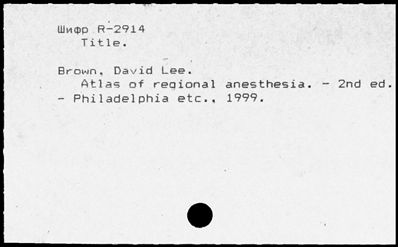 Шифр R-2914
Title.
Brown, David Lee.
Atlas of regional anesthesia. - 2nd ed.
- Philadelphia etc., 1999.